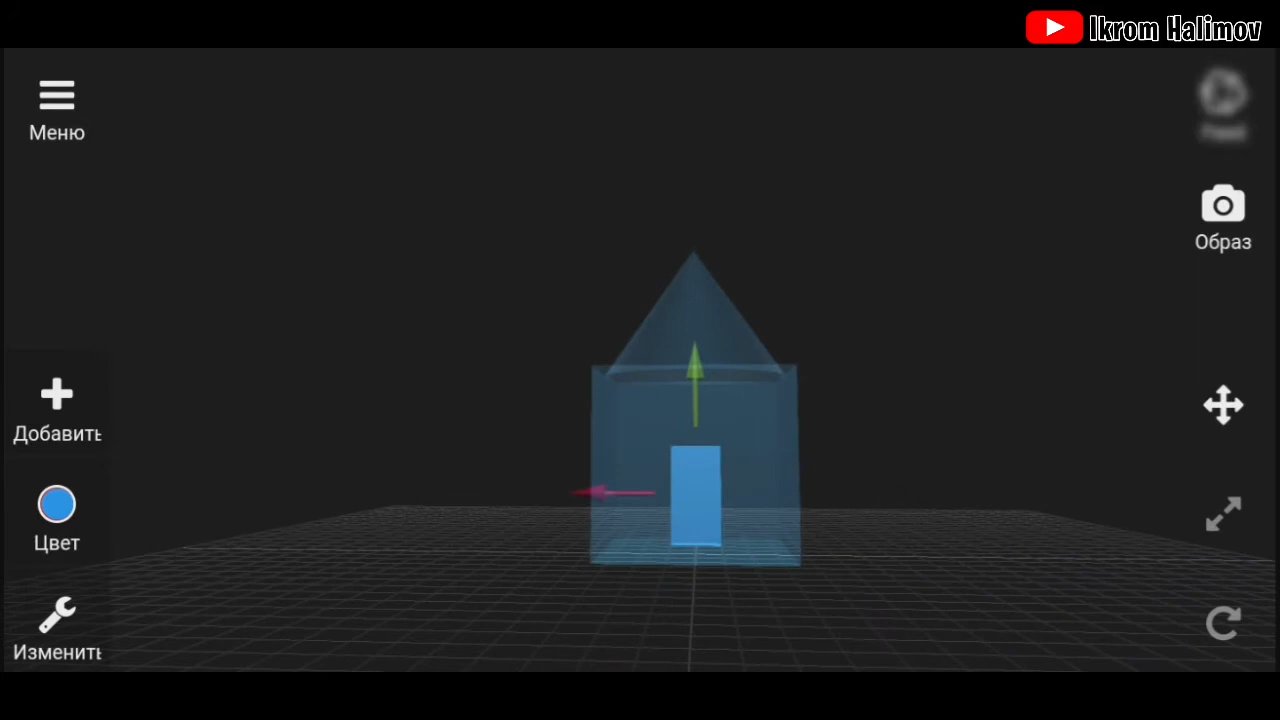 Ikrom Halimov
Меню
Образ
Добавить
Цвет
Изменить